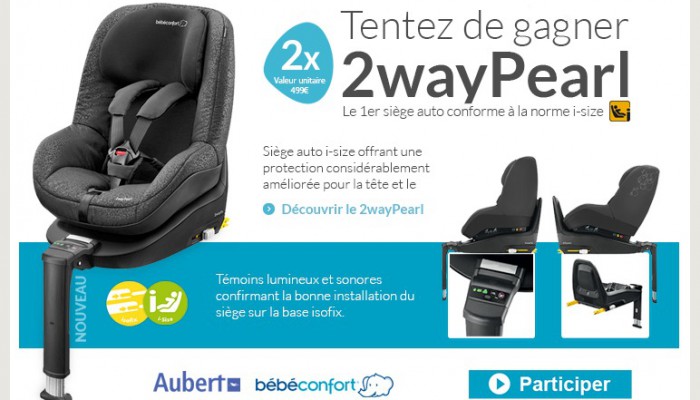 bébéconfort
2x
Valeur unitaire
499€
Tentez de gagner
2wayPearl
Le 1er siège auto conforme à la norme i-size
Siège auto i-size offrant une
protection considérablement
améliorée pour la tête et le
Découvrir le 2wayPearl
NOUVEAU
i
i-Size
Témoins lumineux et sonores
confirmant la bonne installation du
siège sur la base isofix.
Aubert
bébéconfort
Participer